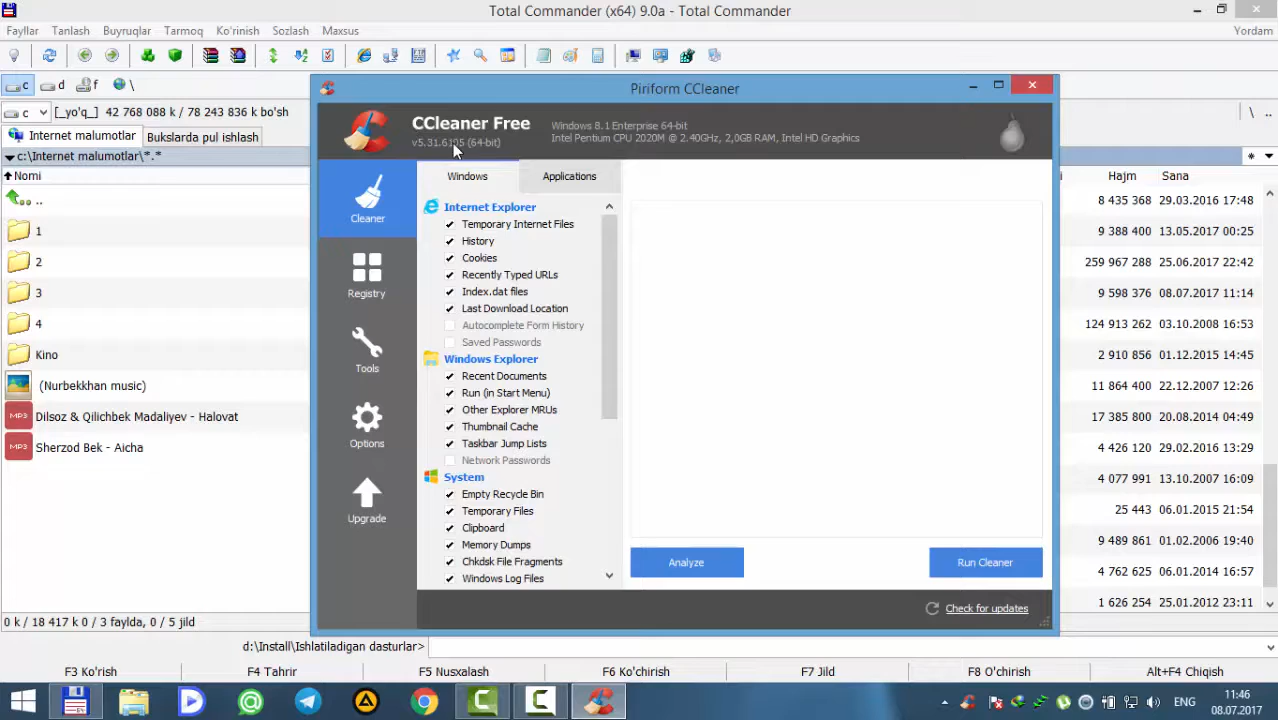 Total Commander (x64) 9.0a - Total Commander
Fayllar Tanlash Buyruqlar Tarmoq Ko'rinish Sozlash Maxsus Yordam
c d f \
c [_yo'q_] 42 768 088 k / 78 243 836 k bo'sh \ ..
Internet malumotlar Bukslarda pul ishlash
c:\Internet malumotlar\*.* * ▾
Nomi Hajm Sana
..
1
2
3
4
Kino
(Nurbekkhan music)
MP3 Dilsoz & Qilichbek Madaliyev - Halovat
MP3 Sherzod Bek - Aicha
8 435 368 29.03.2016 17:48
9 388 400 13.05.2017 00:25
259 967 288 25.06.2017 22:42
9 598 376 08.07.2017 11:14
124 913 262 03.10.2008 16:53
2 910 856 01.12.2015 14:45
11 864 400 22.12.2007 12:26
17 385 800 20.08.2014 04:49
4 426 120 29.02.2016 13:29
4 077 991 13.10.2007 16:09
25 443 06.01.2015 21:54
9 489 861 01.02.2006 19:40
4 762 625 06.01.2014 16:57
1 626 254 25.01.2012 23:11
Piriform CCleaner
CCleaner Free
v5.31.6105 (64-bit)
Windows 8.1 Enterprise 64-bit
Intel Pentium CPU 2020M @ 2.40GHz, 2,0GB RAM, Intel HD Graphics
Cleaner
Registry
Tools
Options
Upgrade
Windows Applications
Internet Explorer
Temporary Internet Files
History
Cookies
Recently Typed URLs
Index.dat files
Last Download Location
Autocomplete Form History
Saved Passwords
Windows Explorer
Recent Documents
Run (in Start Menu)
Other Explorer MRUs
Thumbnail Cache
Taskbar Jump Lists
Network Passwords
System
Empty Recycle Bin
Temporary Files
Clipboard
Memory Dumps
Chkdsk File Fragments
Windows Log Files
Analyze Run Cleaner
Check for updates
0 k / 18 417 k 0 / 3 faylda, 0 / 5 jild
d:\Install\Ishlatiladigan dasturlar>
F3 Ko'rish F4 Tahrir F5 Nusxalash F6 Ko'chirish F7 Jild F8 O'chirish Alt+F4 Chiqish
ENG
11:46
08.07.2017